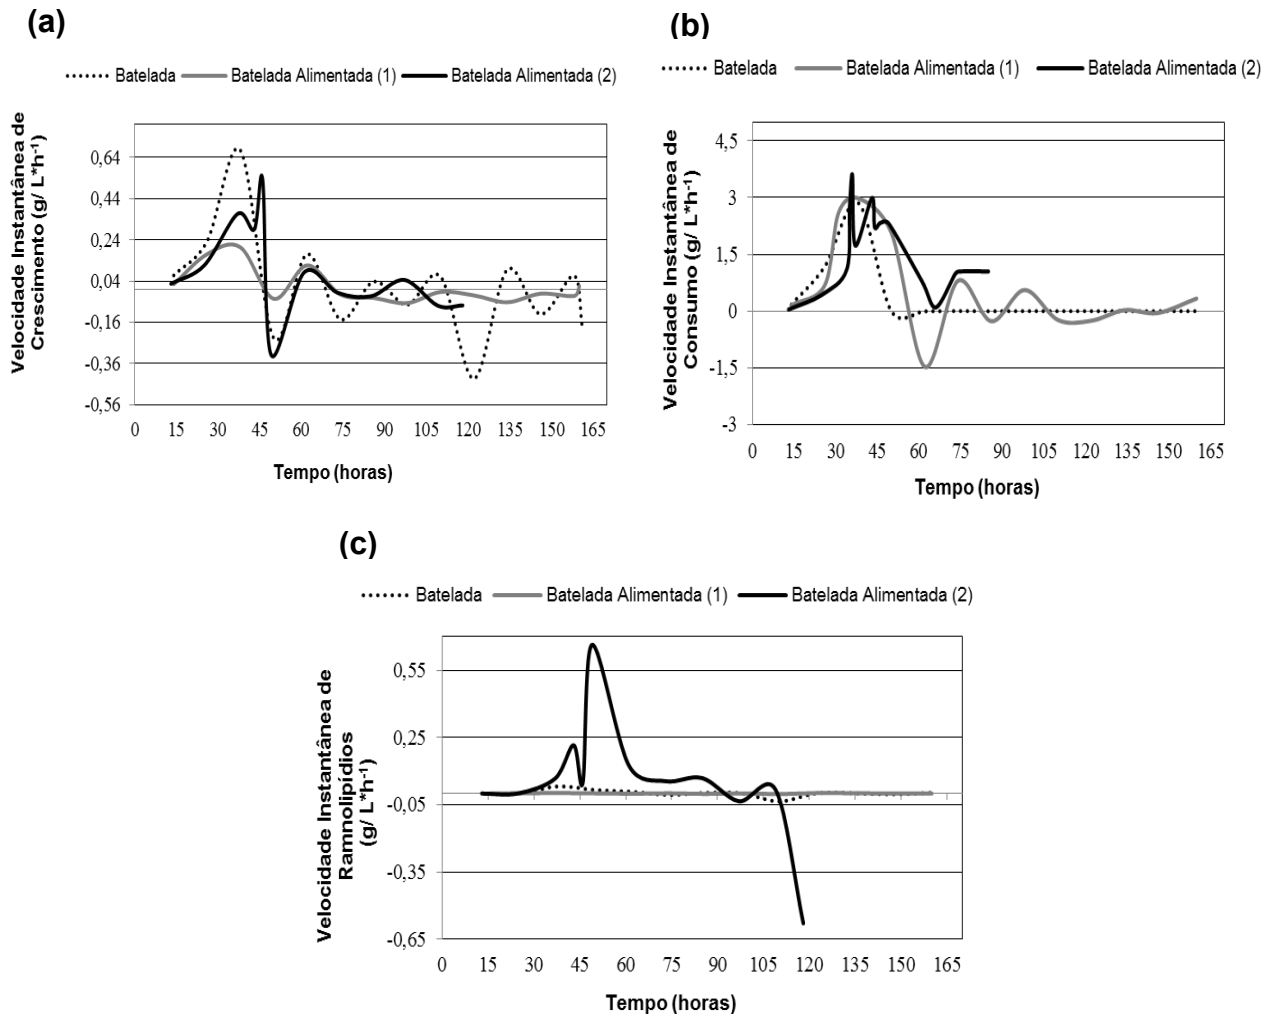 (a)
Batelada Batelada Alimentada (1) Batelada Alimentada (2)
Velocidade Instantânea de
Crescimento (g/ L*h-1)
0,64
0,44
0,24
0,04
-0,16
-0,36
-0,56
0 15 30 45 60 75 90 105 120 135 150 165
Tempo (horas)
(b)
Batelada Batelada Alimentada (1) Batelada Alimentada (2)
Velocidade Instantânea de
Consumo (g/ L*h-1)
4,5
3
1,5
0
-1,5
-3
0 15 30 45 60 75 90 105 120 135 150 165
Tempo (horas)
(c)
Batelada Batelada Alimentada (1) Batelada Alimentada (2)
Velocidade Instantânea de
Ramnolipídios
(g/ L*h-1)
0,55
0,25
-0,05
-0,35
-0,65
0 15 30 45 60 75 90 105 120 135 150 165
Tempo (horas)